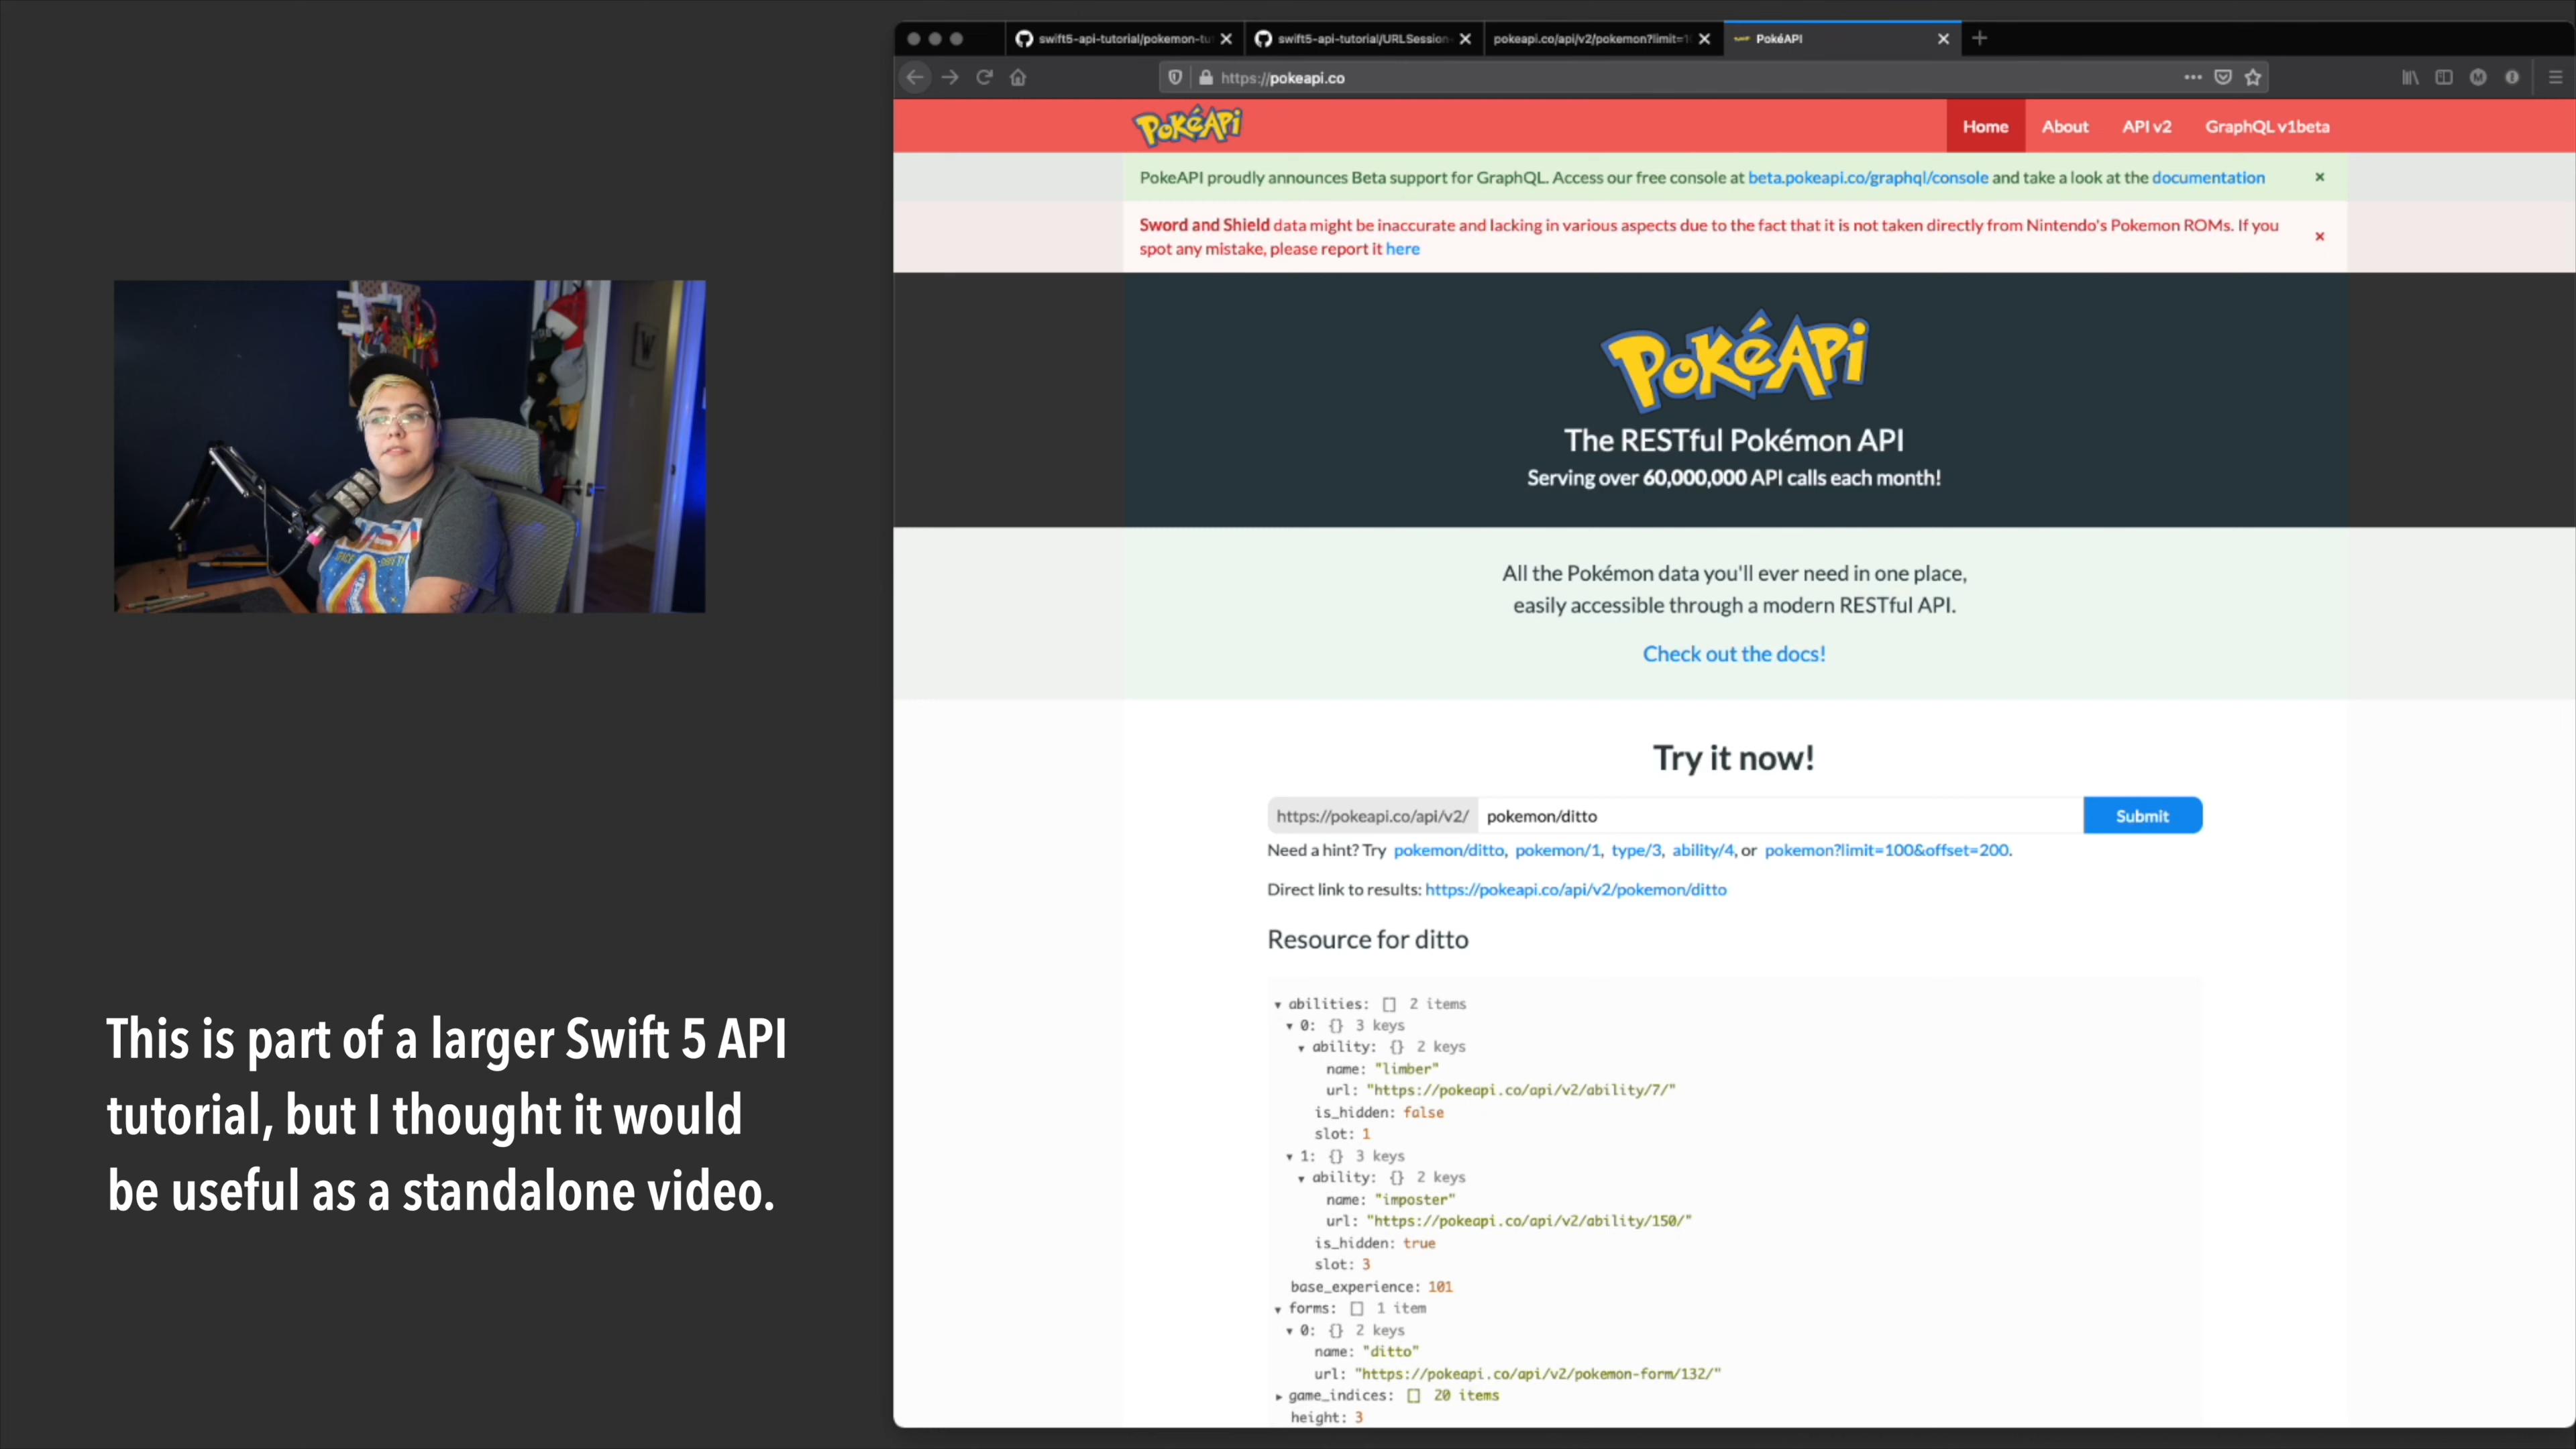 swift5-api-tutorial/pokemon-tu
swift5-api-tutorial/URLSession
pokeapi.co/api/v2/pokemon?limit=1
PokéAPI
https://pokeapi.co
PokéAPi
Home
About
API v2
GraphQL v1beta
PokeAPI proudly announces Beta support for GraphQL. Access our free console at beta.pokeapi.co/graphql/console and take a look at the documentation
Sword and Shield data might be inaccurate and lacking in various aspects due to the fact that it is not taken directly from Nintendo's Pokemon ROMs. If you
spot any mistake, please report it here
PokéAPi
The RESTful Pokémon API
Serving over 60,000,000 API calls each month!
All the Pokémon data you'll ever need in one place,
easily accessible through a modern RESTful API.
Check out the docs!
Try it now!
https://pokeapi.co/api/v2/ pokemon/ditto
Submit
Need a hint? Try pokemon/ditto, pokemon/1, type/3, ability/4, or pokemon?limit=100&offset=200.
Direct link to results: https://pokeapi.co/api/v2/pokemon/ditto
Resource for ditto
abilities: [] 2 items
0: {} 3 keys
ability: {} 2 keys
name: "limber"
url: "https://pokeapi.co/api/v2/ability/7/"
is_hidden: false
slot: 1
1: {} 3 keys
ability: {} 2 keys
name: "imposter"
url: "https://pokeapi.co/api/v2/ability/150/"
is_hidden: true
slot: 3
base_experience: 101
forms: [] 1 item
0: {} 2 keys
name: "ditto"
url: "https://pokeapi.co/api/v2/pokemon-form/132/"
game_indices: [] 20 items
height: 3
This is part of a larger Swift 5 API
tutorial, but I thought it would
be useful as a standalone video.
W